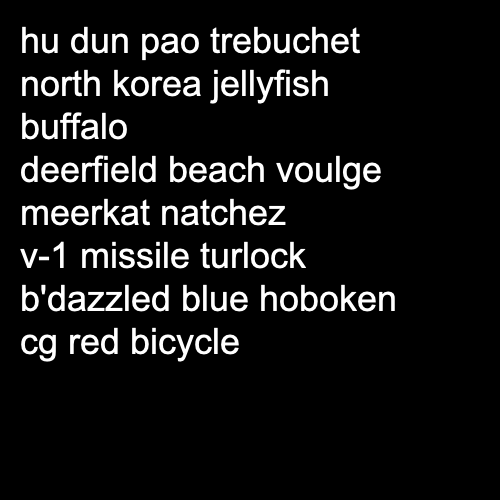 hu dun pao trebuchet
north korea jellyfish
buffalo
deerfield beach voulge
meerkat natchez
v-1 missile turlock
b'dazzled blue hoboken
cg red bicycle